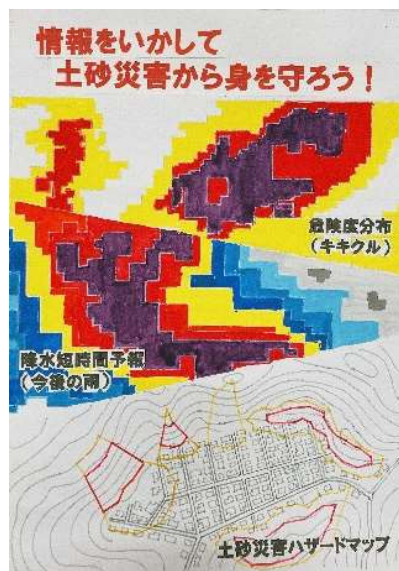 情報をいかして
土砂災害から身を守ろう！
危険度分布
（キキクル）
降水短時間予報
（今後の雨）
土砂災害ハザードマップ